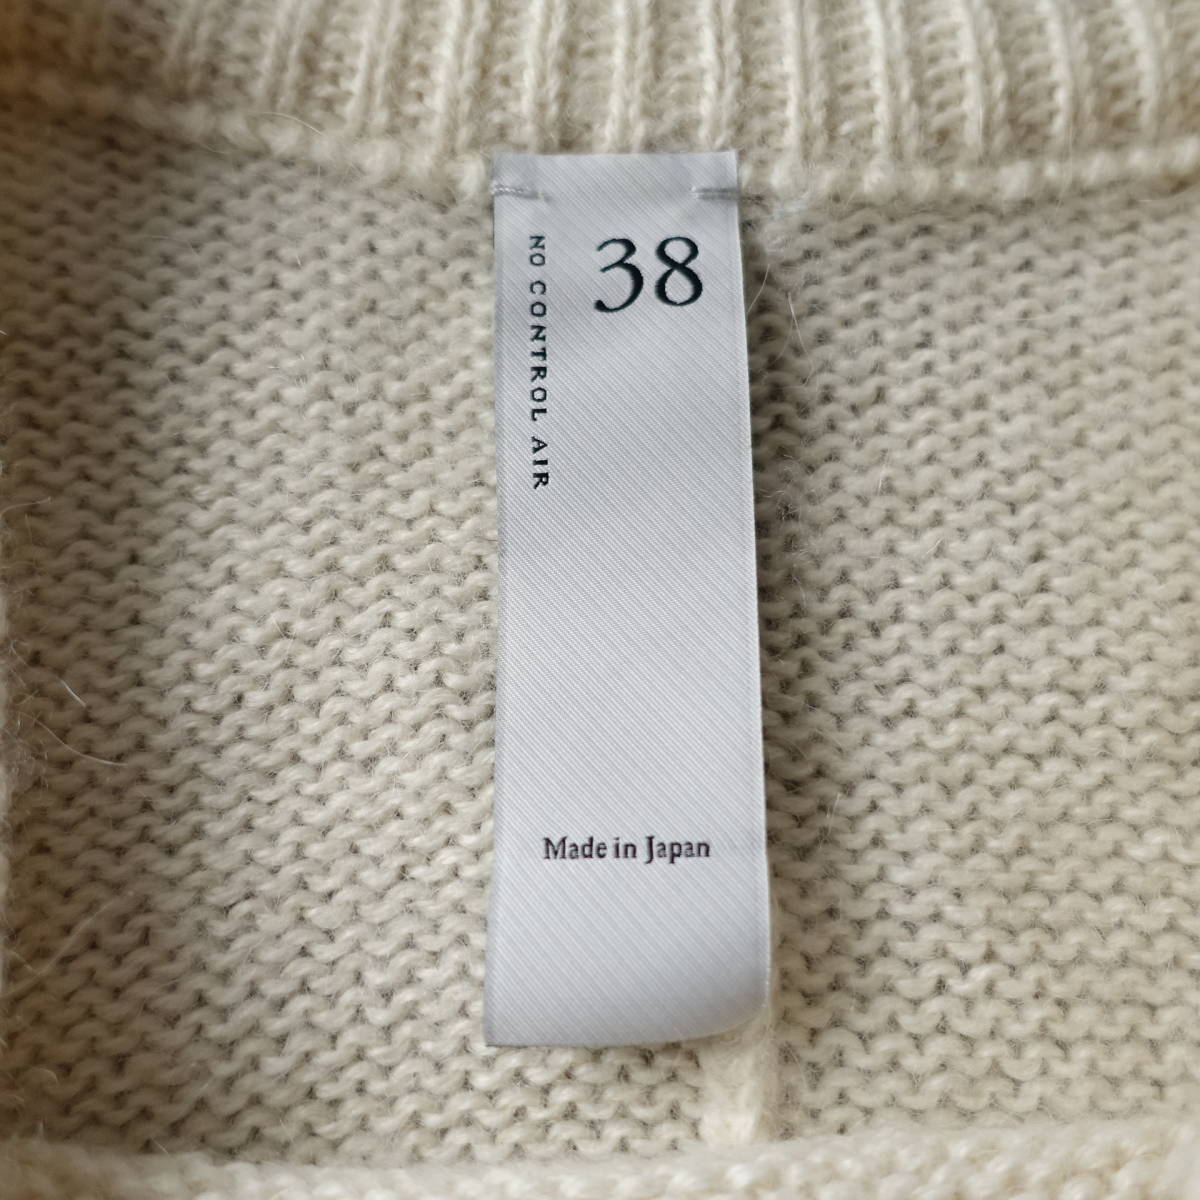 38
NO CONTROL AIR
Made in Japan